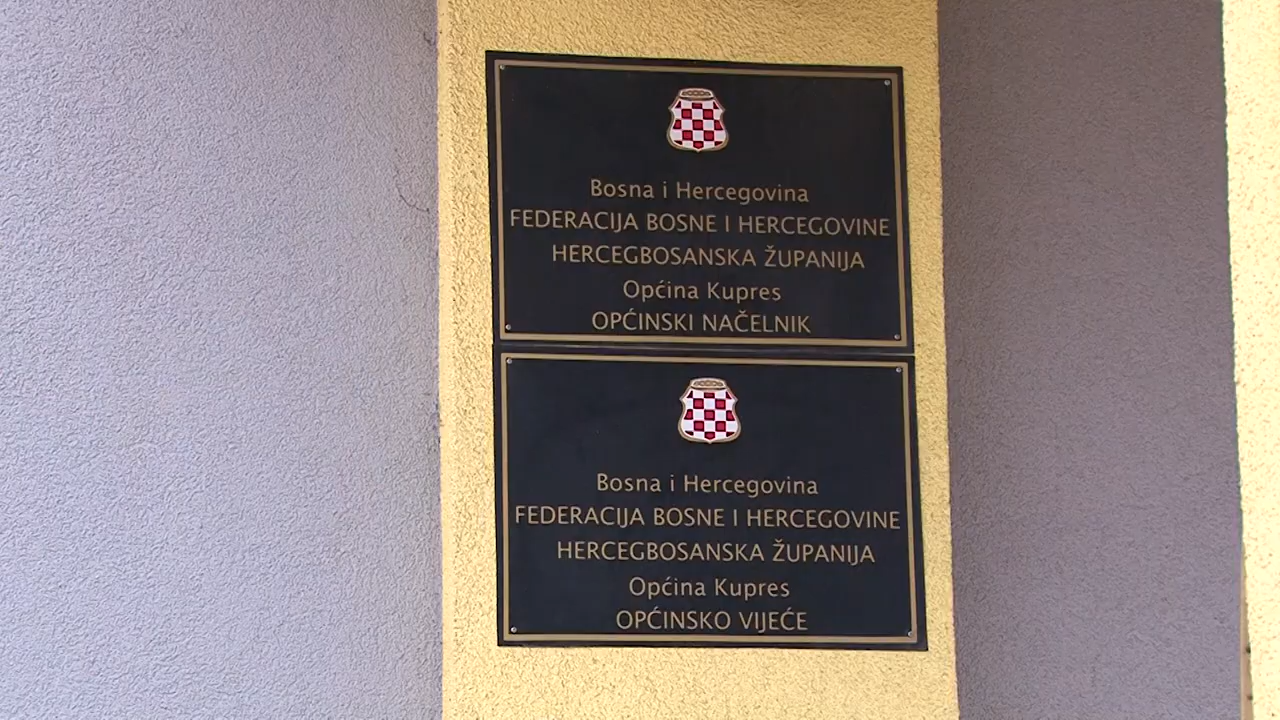 Bosna i Hercegovina
FEDERACIJA BOSNE I HERCEGOVINE
HERCEGBOSANSKA ŽUPANIJA
Općina Kupres
OPĆINSKI NAČELNIK
Bosna i Hercegovina
FEDERACIJA BOSNE I HERCEGOVINE
HERCEGBOSANSKA ŽUPANIJA
Općina Kupres
OPĆINSKO VIJEĆE